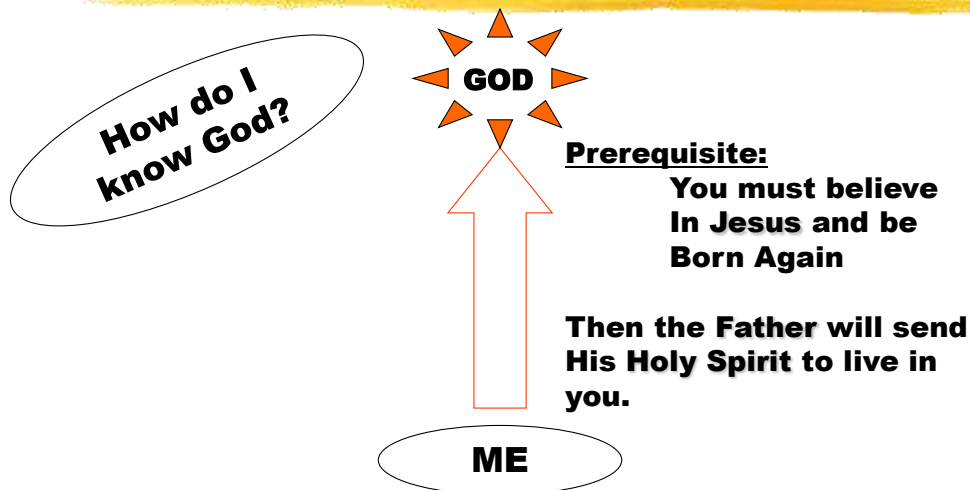 How do I
know God?
GOD
Prerequisite:
You must believe
In Jesus and be
Born Again
Then the Father will send
His Holy Spirit to live in
you.
ME